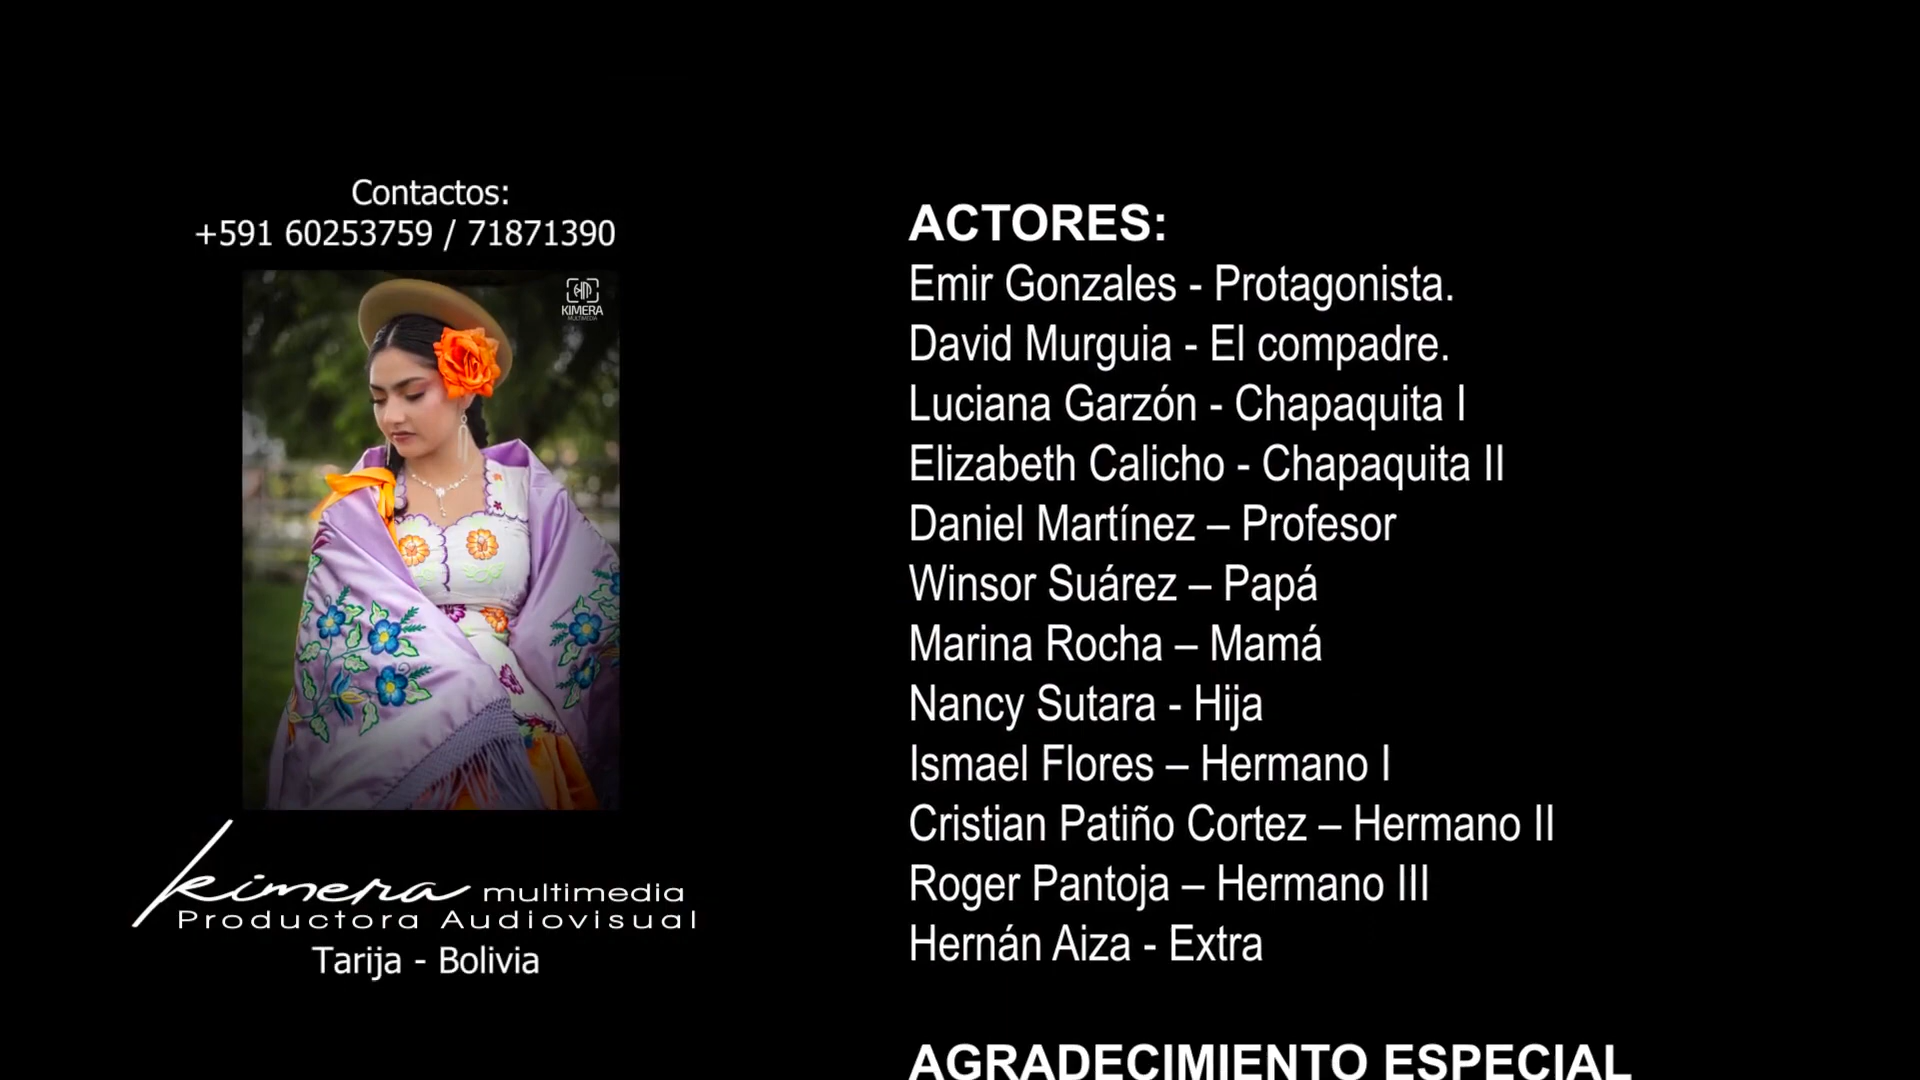 Contactos:
+591 60253759 / 71871390
KIMERA
MULTIMEDIA
kimera multimedia
Productora Audiovisual
Tarija - Bolivia
ACTORES:
Emir Gonzales - Protagonista.
David Murguia - El compadre.
Luciana Garzón - Chapaquita I
Elizabeth Calicho - Chapaquita II
Daniel Martínez – Profesor
Winsor Suárez – Papá
Marina Rocha – Mamá
Nancy Sutara - Hija
Ismael Flores – Hermano I
Cristian Patiño Cortez – Hermano II
Roger Pantoja – Hermano III
Hernán Aiza - Extra
AGRADECIMIENTO ESPECIAL